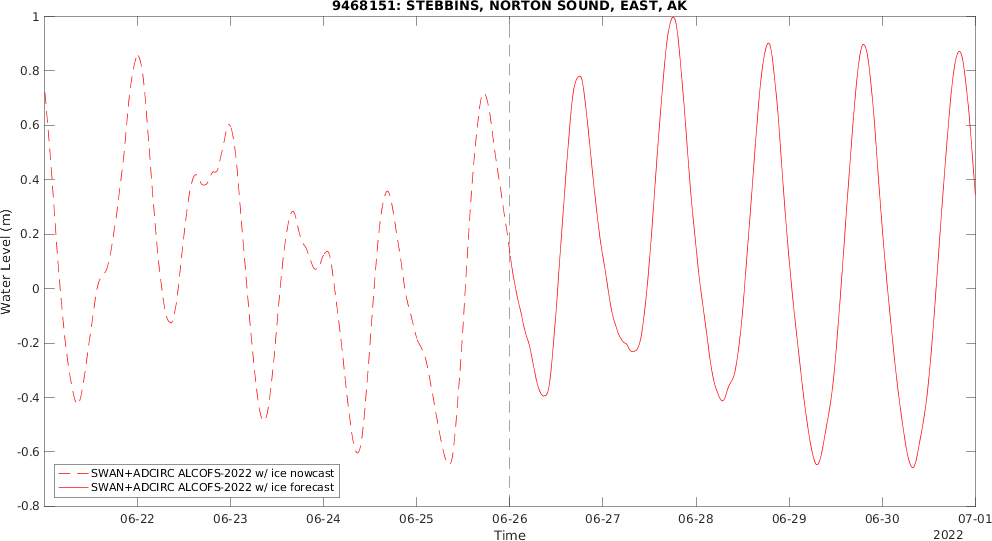 9468151: STEBBINS, NORTON SOUND, EAST, AK
Water Level (m)
1
0.8
0.6
0.4
0.2
0
-0.2
-0.4
-0.6
-0.8
SWAN+ADCIRC ALCOFS-2022 w/ ice nowcast
SWAN+ADCIRC ALCOFS-2022 w/ ice forecast
06-22 06-23 06-24 06-25 06-26 06-27 06-28 06-29 06-30 07-01
Time
2022